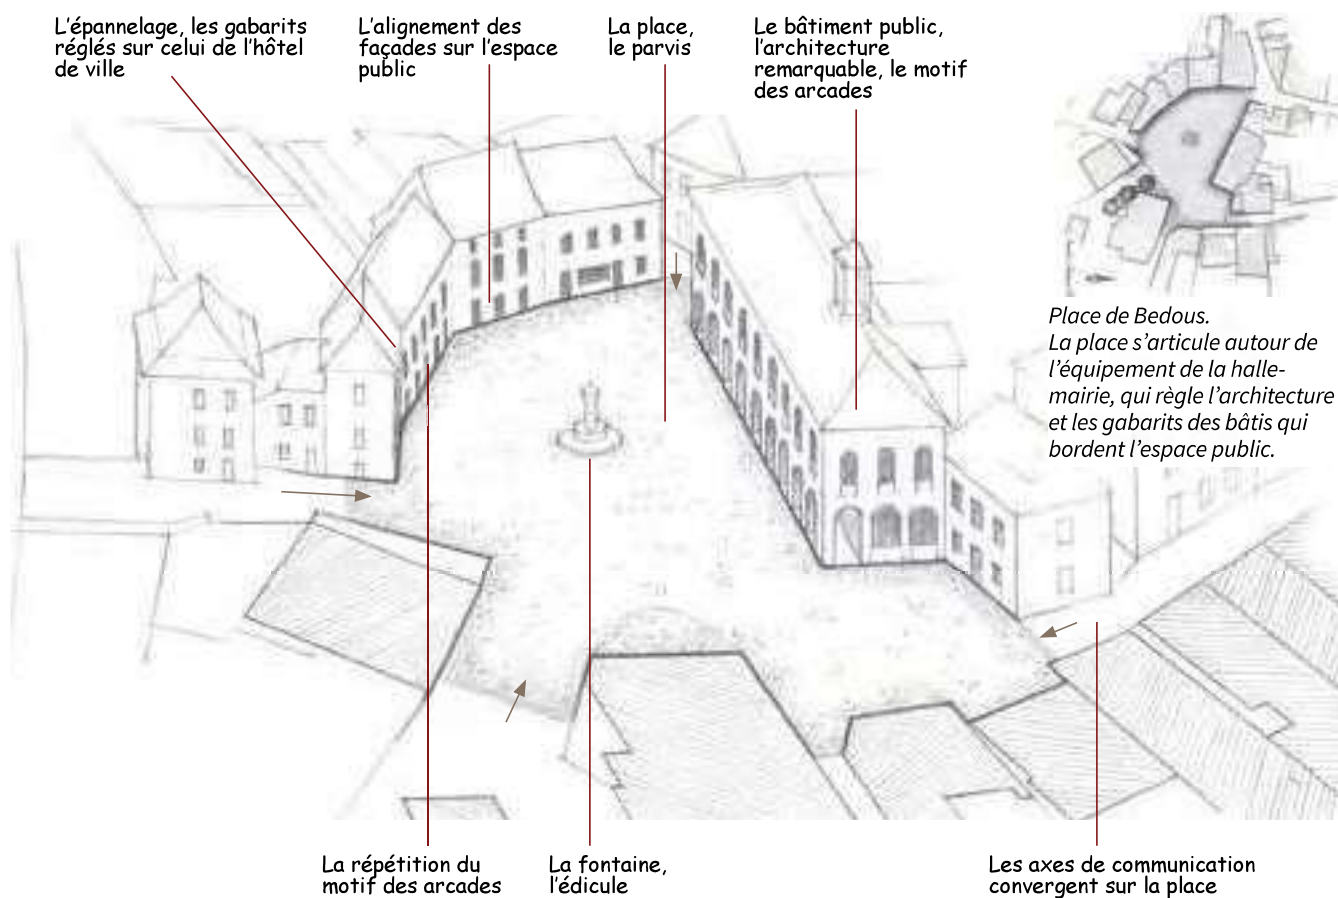 L'épannelage, les gabarits
réglés sur celui de l'hôtel
de ville
L'alignement des
façades sur l'espace
public
La place,
le parvis
Le bâtiment public,
l'architecture
remarquable, le motif
des arcades
Place de Bedous.
La place s'articule autour de
l'équipement de la halle-
mairie, qui règle l'architecture
et les gabarits des bâtis qui
bordent l'espace public.
La répétition du
motif des arcades
La fontaine,
l'édicule
Les axes de communication
convergent sur la place